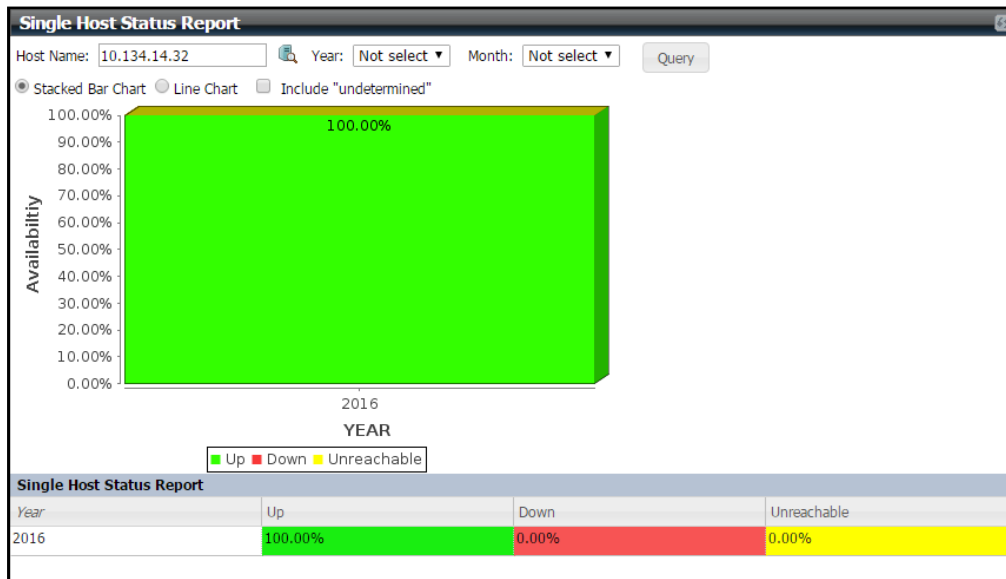 Single Host Status Report
Host Name: 10.134.14.32 Year: Not select Month: Not select Query
Stacked Bar Chart Line Chart Include "undetermined"
100.00%
100.00%
90.00%
80.00%
70.00%
60.00%
50.00%
40.00%
30.00%
20.00%
10.00%
0.00%
Availabiltiy
2016
YEAR
Up Down Unreachable
Single Host Status Report
Year Up Down Unreachable
2016 100.00% 0.00% 0.00%